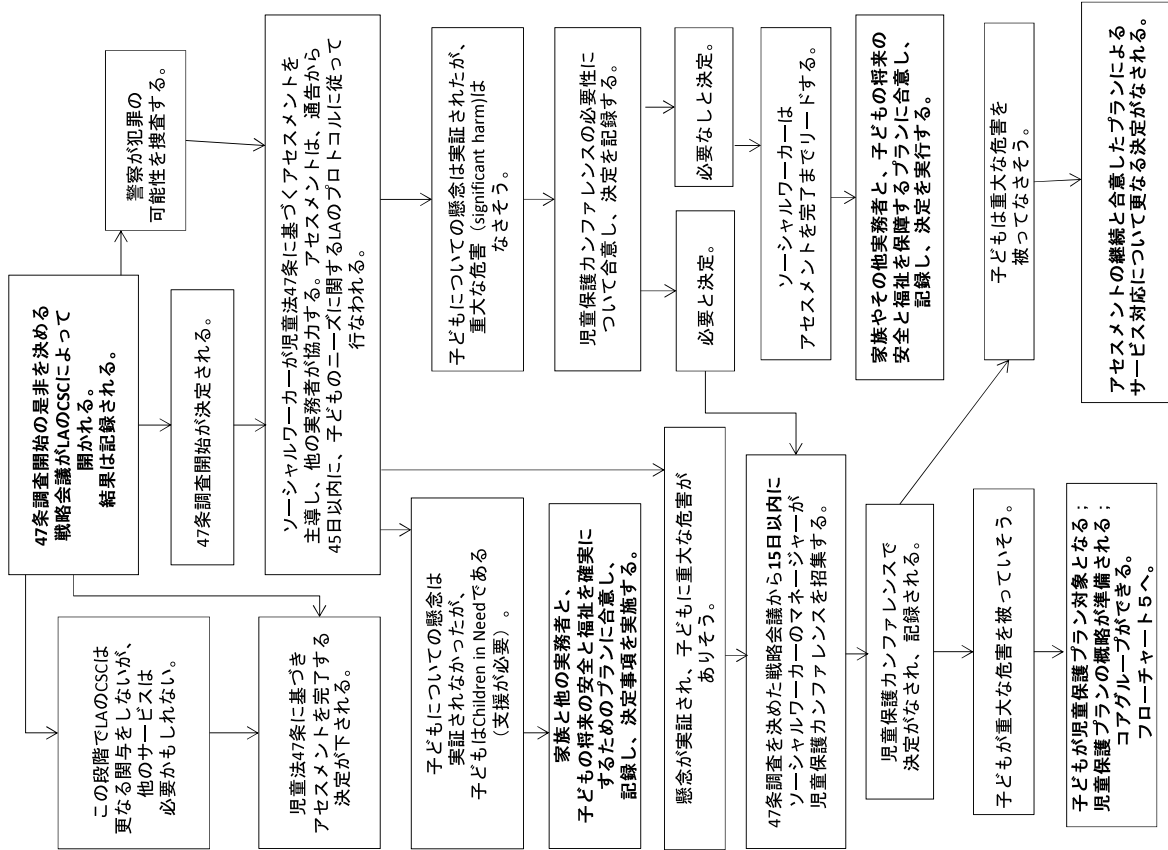 47条調査開始の是非を決める
戦略会議がLAのCSCによって
開かれる。
結果は記録される。
警察が犯罪の
可能性を捜査する。
この段階でLAのCSCは
更なる関与をしないが、
他のサービスは
必要かもしれない。
47条調査開始が決定される。
児童法47条に基づき
アセスメントを完了する
決定が下される。
ソーシャルワーカーが児童法47条に基づくアセスメントを
主導し、他の実務者が協力する。アセスメントは、通告から
45日以内に、子どものニーズに関するLAのプロトコルに従って
行なわれる。
子どもについての懸念は
実証されなかったが、
子どもはChildren in Needである
(支援が必要)。
子どもについての懸念は実証されたが、
重大な危害(significant harm)は
なさそう。
家族と他の実務者と、
子どもの将来の安全と福祉を確実に
するためのプランに合意し、
記録し、決定事項を実施する。
児童保護カンファレンスの必要性に
ついて合意し、決定を記録する。
懸念が実証され、子どもに重大な危害が
ありそう。
必要と決定。
必要なしと決定。
47条調査を決めた戦略会議から15日以内に
ソーシャルワーカーのマネージャーが
児童保護カンファレンスを招集する。
ソーシャルワーカーは
アセスメントを完了までリードする。
家族やその他実務者と、子どもの将来の
安全と福祉を保障するプランに合意し、
記録し、決定を実行する。
児童保護カンファレンスで
決定がなされ、記録される。
子どもが重大な危害を被っていそう。
子どもは重大な危害を
被ってなさそう。
子どもが児童保護プラン対象となる;
児童保護プランの概略が準備される;
コアグループができる。
フローチャート5へ。
アセスメントの継続と合意したプランによる
サービス対応について更なる決定がなされる。